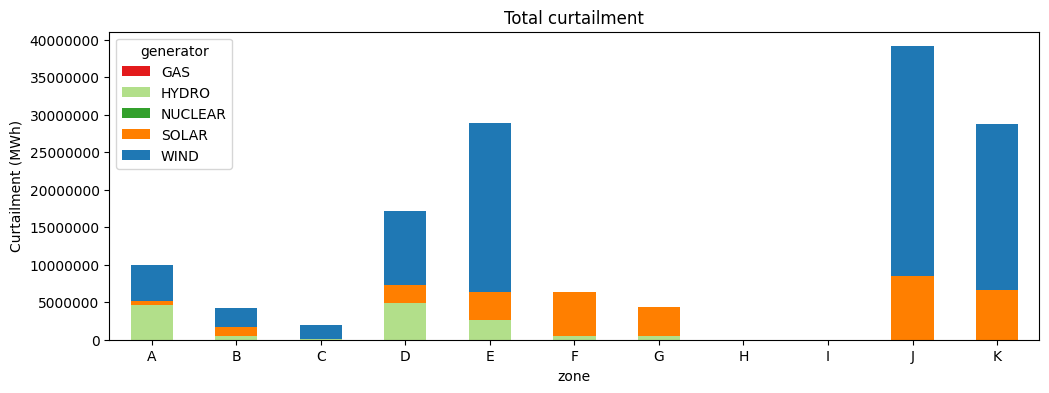 Total curtailment
generator
GAS
HYDRO
NUCLEAR
SOLAR
WIND
Curtailment (MWh)
40000000
35000000
30000000
25000000
20000000
15000000
10000000
5000000
0
A B C D E F G H I J K
zone